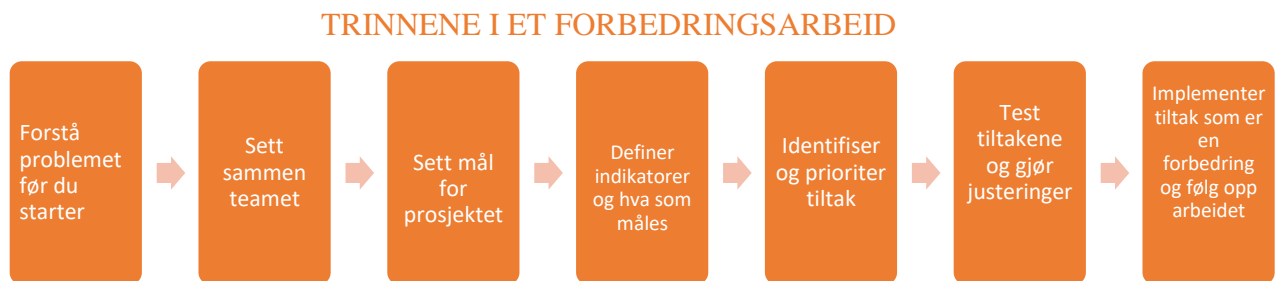 TRINNENE I ET FORBEDRINGSARBEID
Forstå
problemet
før du
starter
Sett
sammen
teamet
Sett mål
for
prosjektet
Definer
indikatorer
og hva som
måles
Identifiser
og prioriter
tiltak
Test
tiltakene
og gjør
justeringer
Implementer
tiltak som er
en
forbedring
og følg opp
arbeidet